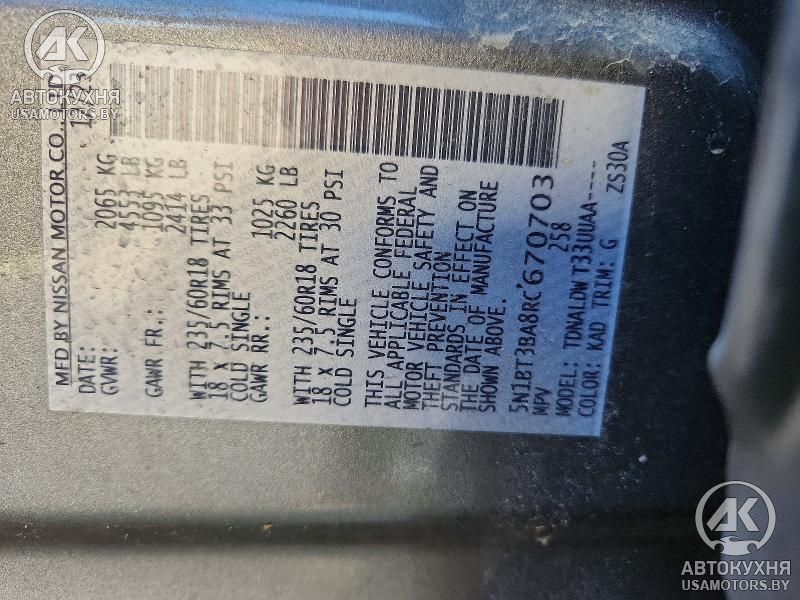 MFD BY NISSAN MOTOR CO.,
DATE:
GVWR: 2065 KG
4553 LB
GAWR FR.: 1095 KG
2414 LB
WITH 235/60R18 TIRES
18 X 7.5 RIMS AT 33 PSI
COLD SINGLE
GAWR RR.: 1025 KG
2260 LB
WITH 235/60R18 TIRES
18 X 7.5 RIMS AT 30 PSI
COLD SINGLE
THIS VEHICLE CONFORMS TO
ALL APPLICABLE FEDERAL
MOTOR VEHICLE SAFETY AND
THEFT PREVENTION
STANDARDS IN EFFECT ON
THE DATE OF MANUFACTURE
SHOWN ABOVE.
5N1BT3BA8RC670703
MPV 258
MODEL: TDNALDW T33UUAA----
COLOR: KAD TRIM: G ZS30A
AK
АВТОКУХНЯ
USAMOTORS.BY
AK
АВТОКУХНЯ
USAMOTORS.BY